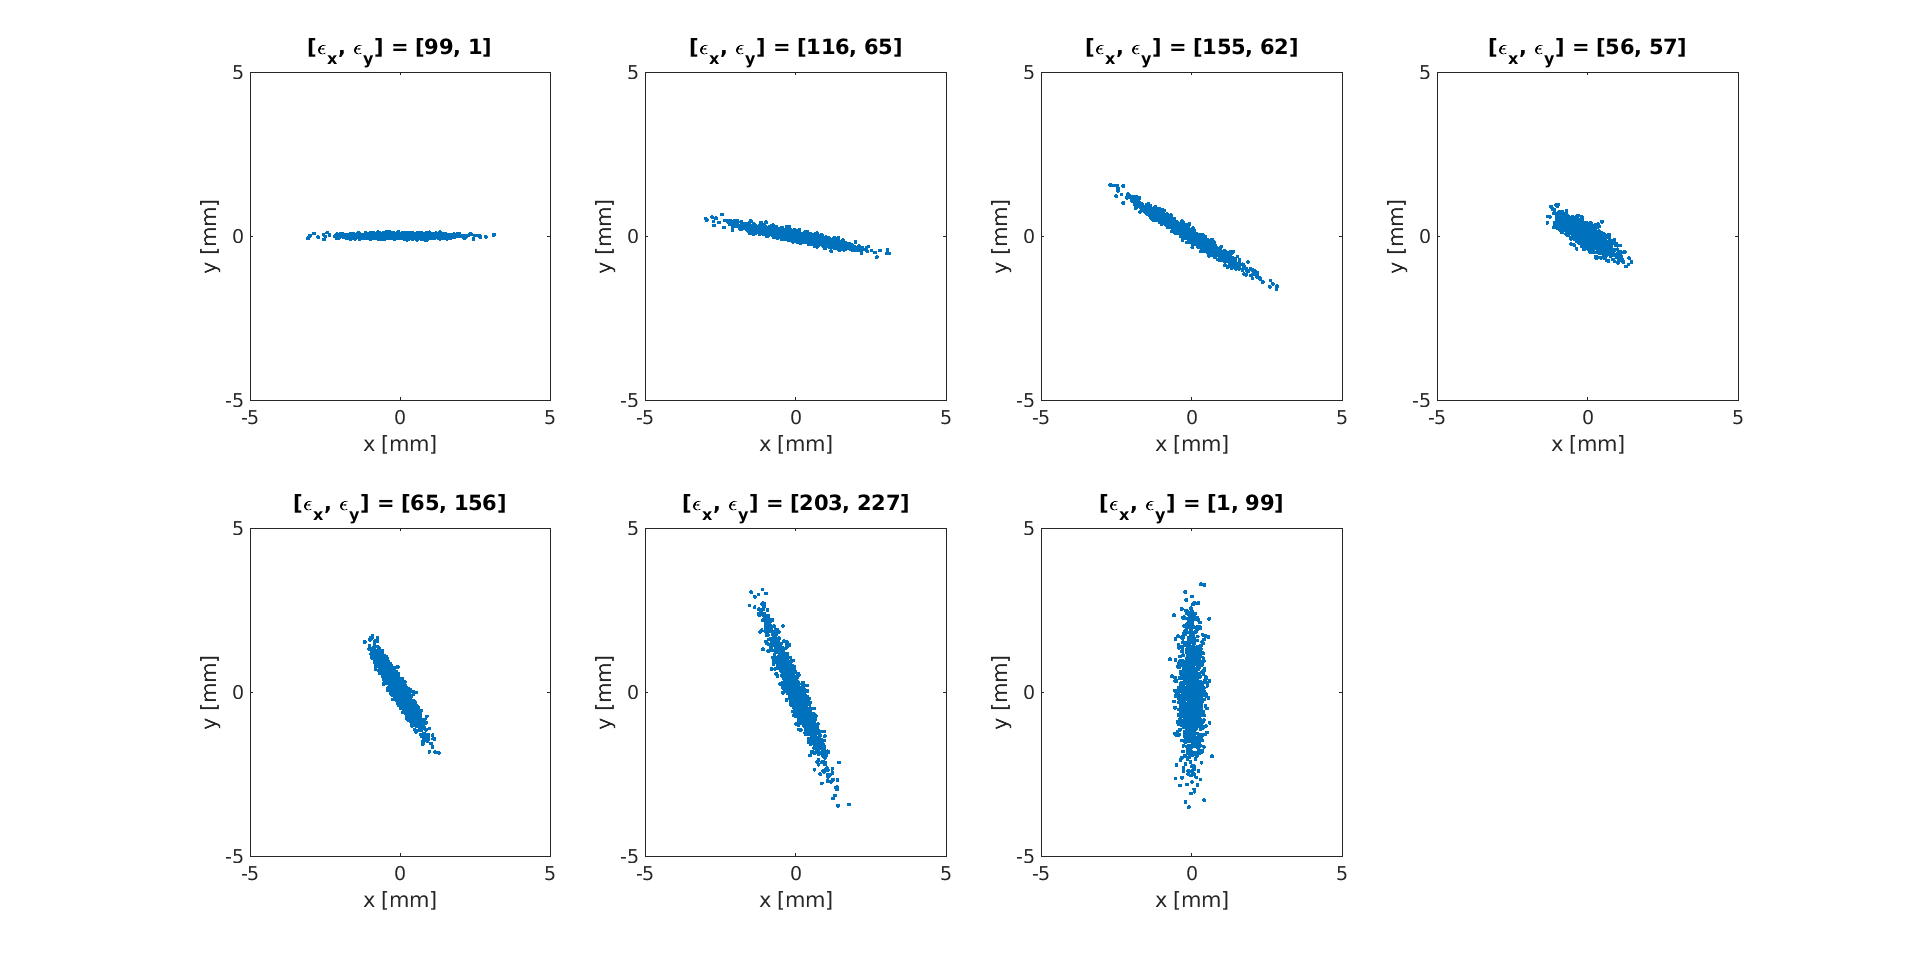 [ϵx, ϵy] = [99, 1]
[ϵx, ϵy] = [116, 65]
[ϵx, ϵy] = [155, 62]
[ϵx, ϵy] = [56, 57]
5
0
-5
-5 0 5
y [mm]
x [mm]
5
0
-5
-5 0 5
y [mm]
x [mm]
5
0
-5
-5 0 5
y [mm]
x [mm]
5
0
-5
-5 0 5
y [mm]
x [mm]
[ϵx, ϵy] = [65, 156]
[ϵx, ϵy] = [203, 227]
[ϵx, ϵy] = [1, 99]
5
0
-5
-5 0 5
y [mm]
x [mm]
5
0
-5
-5 0 5
y [mm]
x [mm]
5
0
-5
-5 0 5
y [mm]
x [mm]